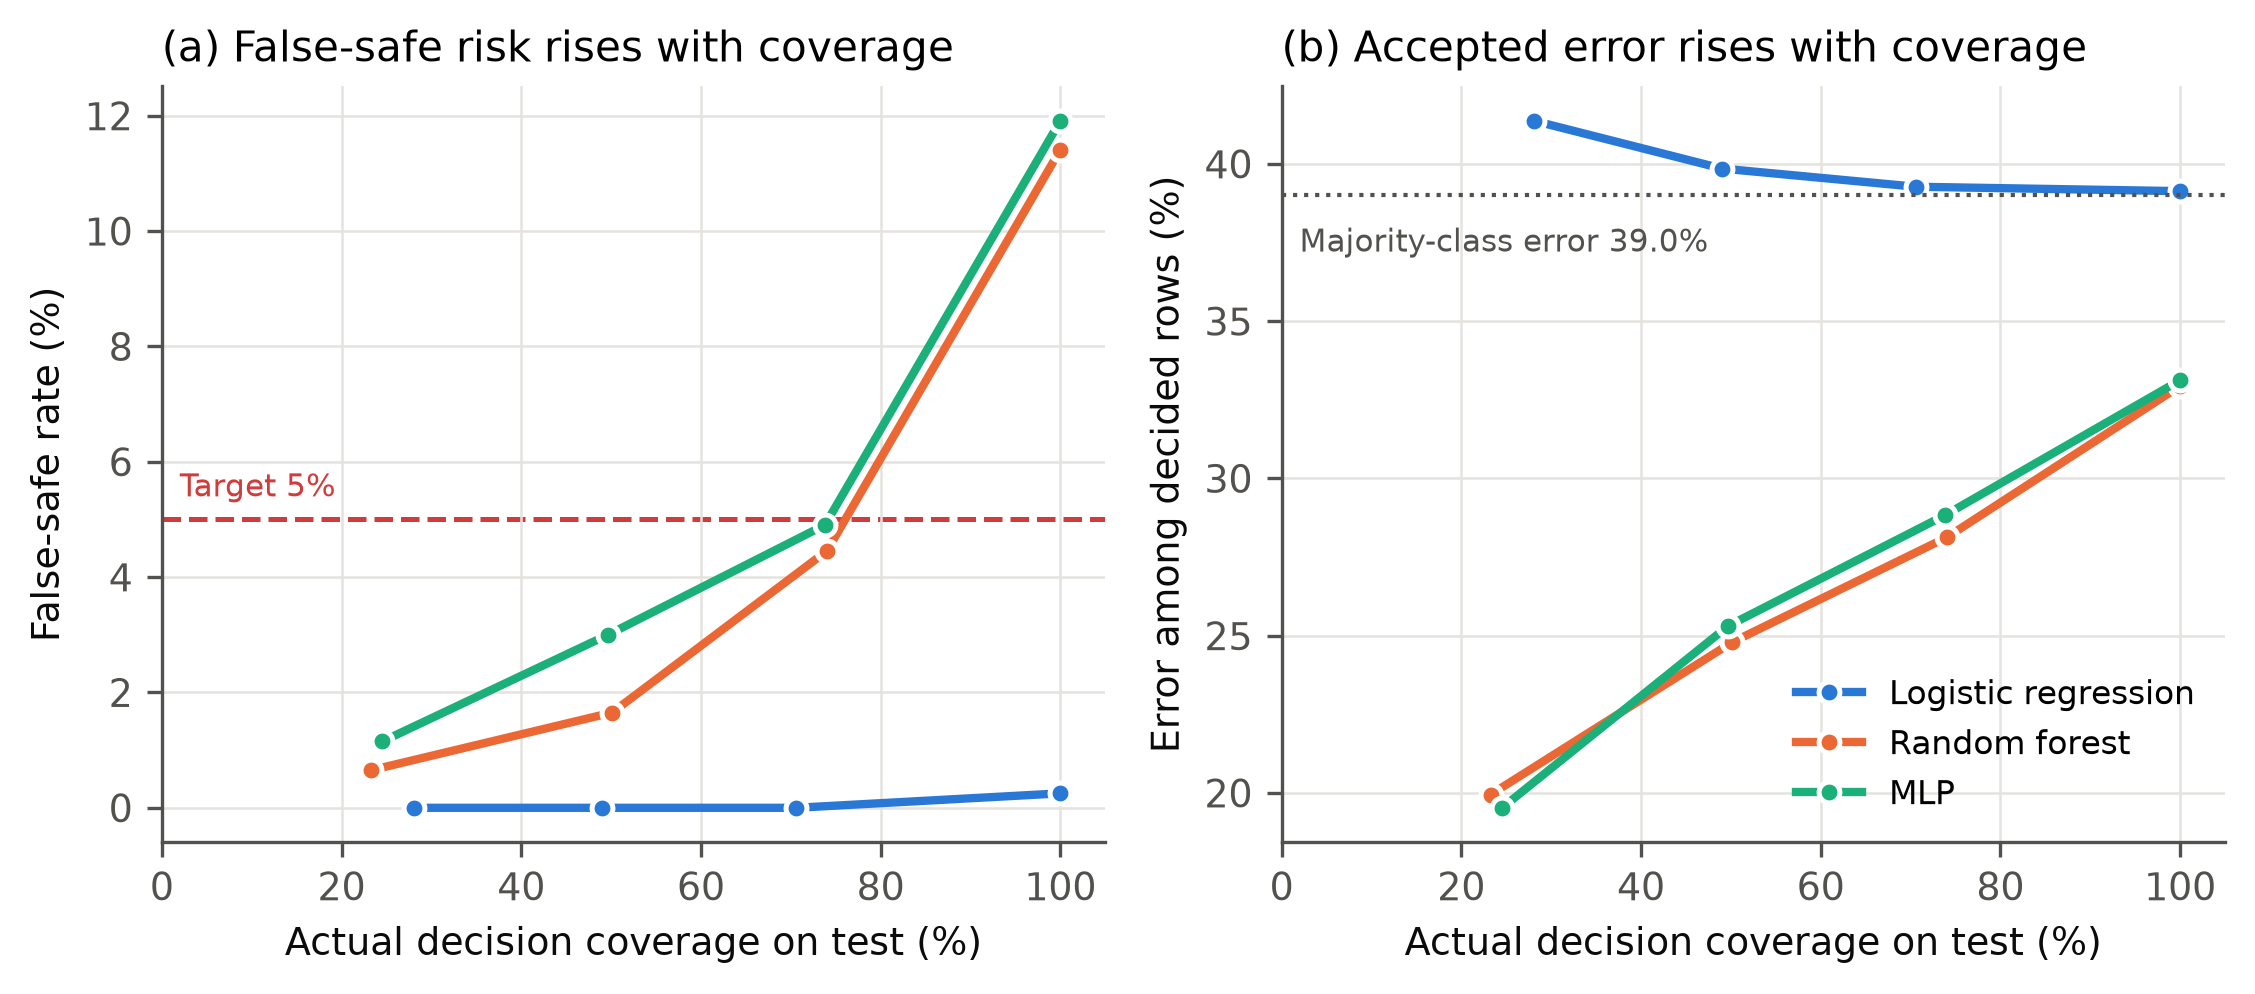 (a) False-safe risk rises with coverage
False-safe rate (%)
12
10
8
6
4
2
0
Target 5%
0 20 40 60 80 100
Actual decision coverage on test (%)
(b) Accepted error rises with coverage
Error among decided rows (%)
40
35
30
25
20
Majority-class error 39.0%
Logistic regression
Random forest
MLP
0 20 40 60 80 100
Actual decision coverage on test (%)